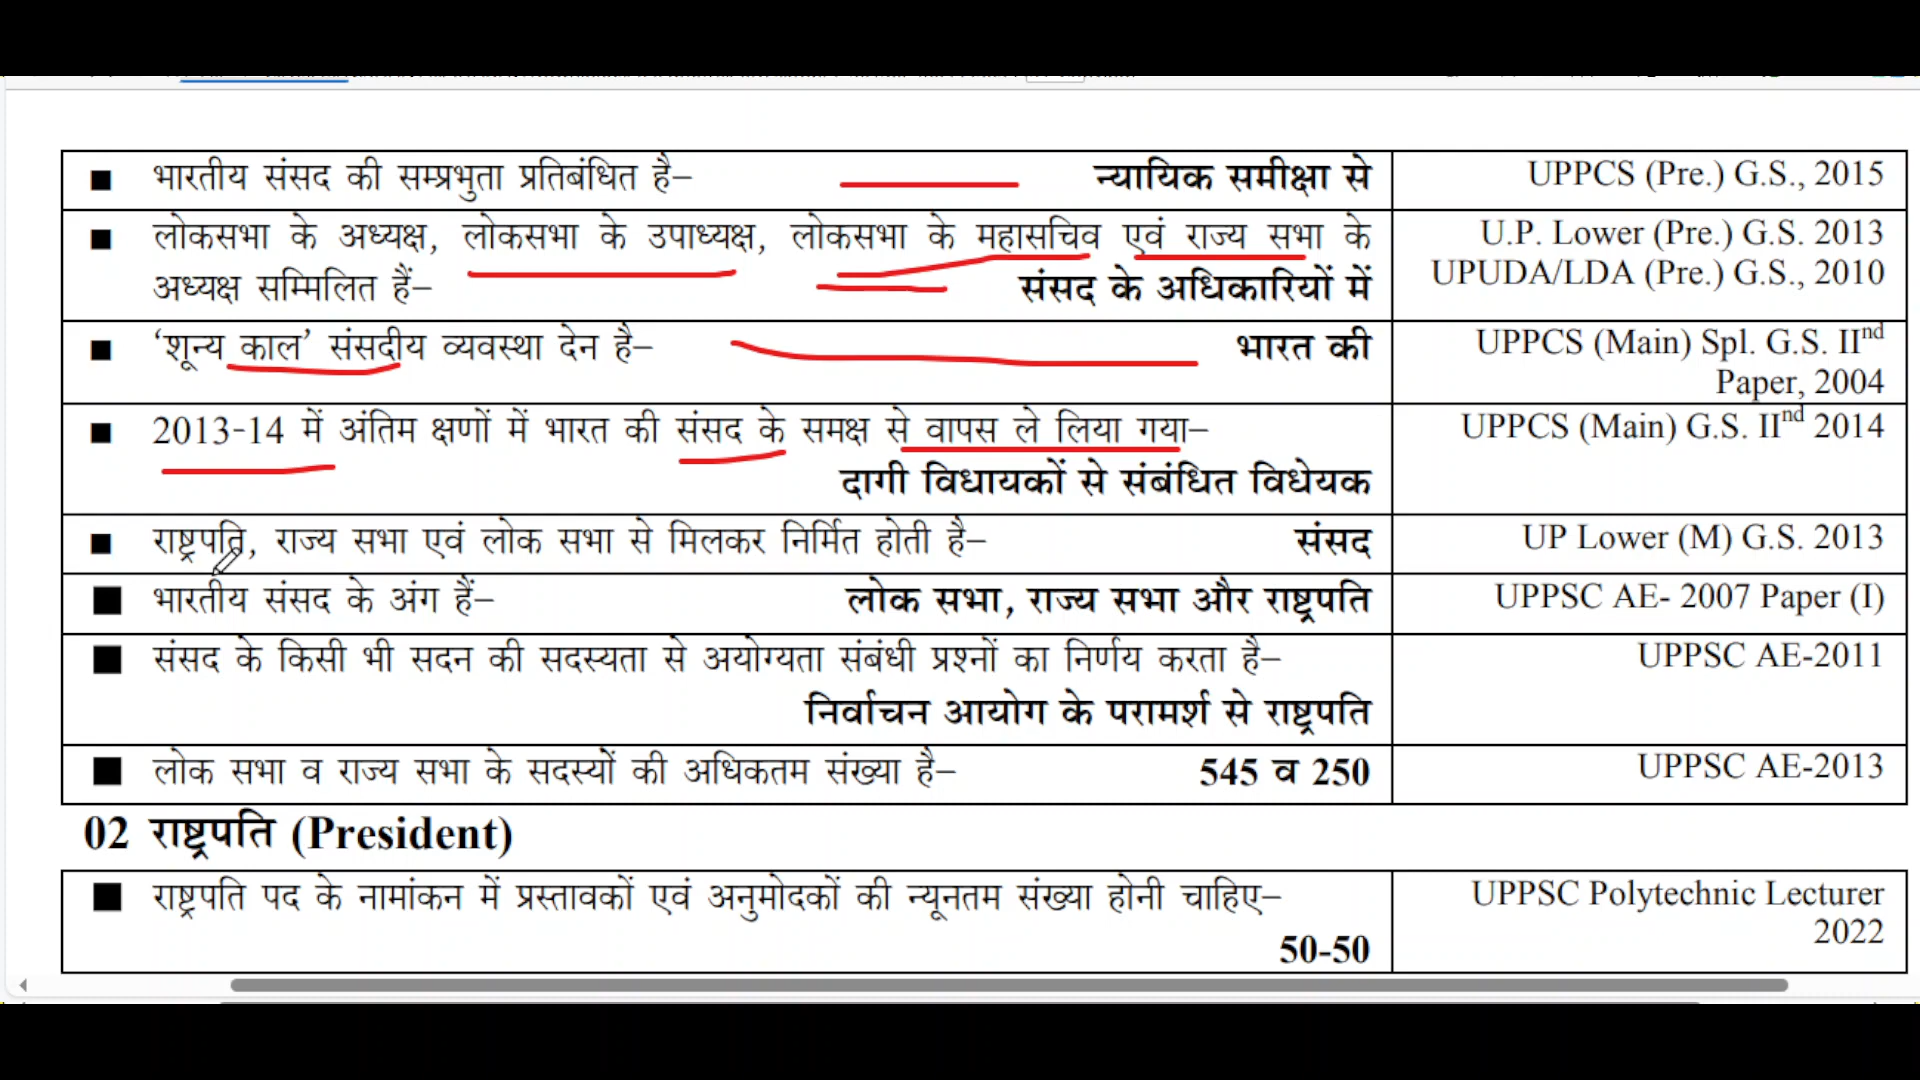 ■ भारतीय संसद की सम्प्रभुता प्रतिबंधित है– न्यायिक समीक्षा से UPPCS (Pre.) G.S., 2015
■ लोकसभा के अध्यक्ष, लोकसभा के उपाध्यक्ष, लोकसभा के महासचिव एवं राज्य सभा के U.P. Lower (Pre.) G.S. 2013
अध्यक्ष सम्मिलित हैं– संसद के अधिकारियों में UPUDA/LDA (Pre.) G.S., 2010
■ ‘शून्य काल’ संसदीय व्यवस्था देन है– भारत की UPPCS (Main) Spl. G.S. IInd
Paper, 2004
■ 2013-14 में अंतिम क्षणों में भारत की संसद के समक्ष से वापस ले लिया गया– UPPCS (Main) G.S. IInd 2014
दागी विधायकों से संबंधित विधेयक
■ राष्ट्रपति, राज्य सभा एवं लोक सभा से मिलकर निर्मित होती है– संसद UP Lower (M) G.S. 2013
■ भारतीय संसद के अंग हैं– लोक सभा, राज्य सभा और राष्ट्रपति UPPSC AE- 2007 Paper (I)
■ संसद के किसी भी सदन की सदस्यता से अयोग्यता संबंधी प्रश्नों का निर्णय करता है– UPPSC AE-2011
निर्वाचन आयोग के परामर्श से राष्ट्रपति
■ लोक सभा व राज्य सभा के सदस्यों की अधिकतम संख्या है– 545 व 250 UPPSC AE-2013
02 राष्ट्रपति (President)
■ राष्ट्रपति पद के नामांकन में प्रस्तावकों एवं अनुमोदकों की न्यूनतम संख्या होनी चाहिए– UPPSC Polytechnic Lecturer
50-50 2022